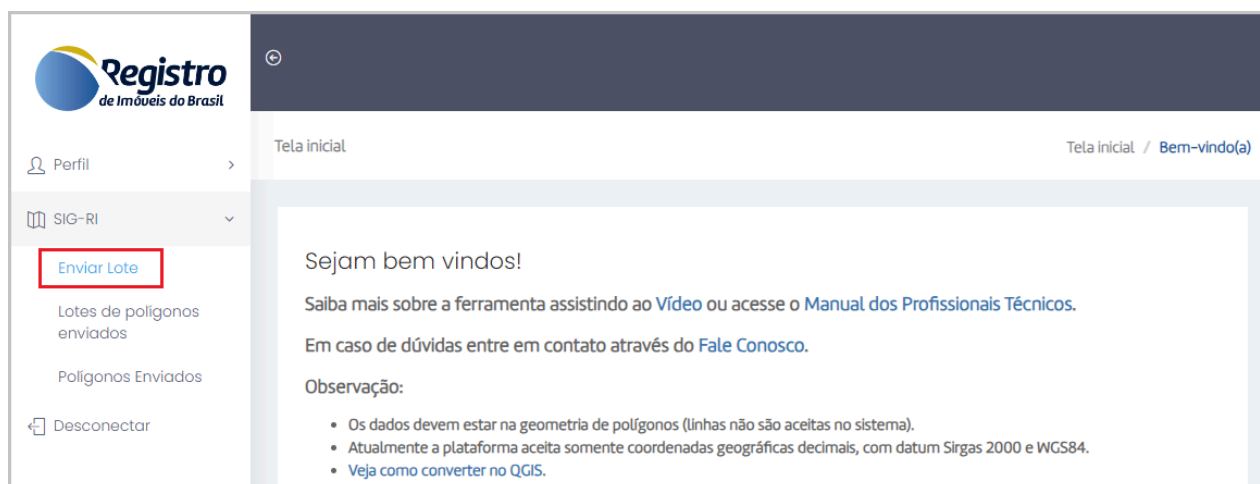 Registro
de Imóveis do Brasil
Perfil
SIG-RI
Enviar Lote
Lotes de polígonos
enviados
Polígonos Enviados
Desconectar
Tela inicial
Tela inicial / Bem-vindo(a)
Sejam bem vindos!
Saiba mais sobre a ferramenta assistindo ao Vídeo ou acesse o Manual dos Profissionais Técnicos.
Em caso de dúvidas entre em contato através do Fale Conosco.
Observação:
• Os dados devem estar na geometria de polígonos (linhas não são aceitas no sistema).
• Atualmente a plataforma aceita somente coordenadas geográficas decimais, com datum Sirgas 2000 e WGS84.
• Veja como converter no QGIS.